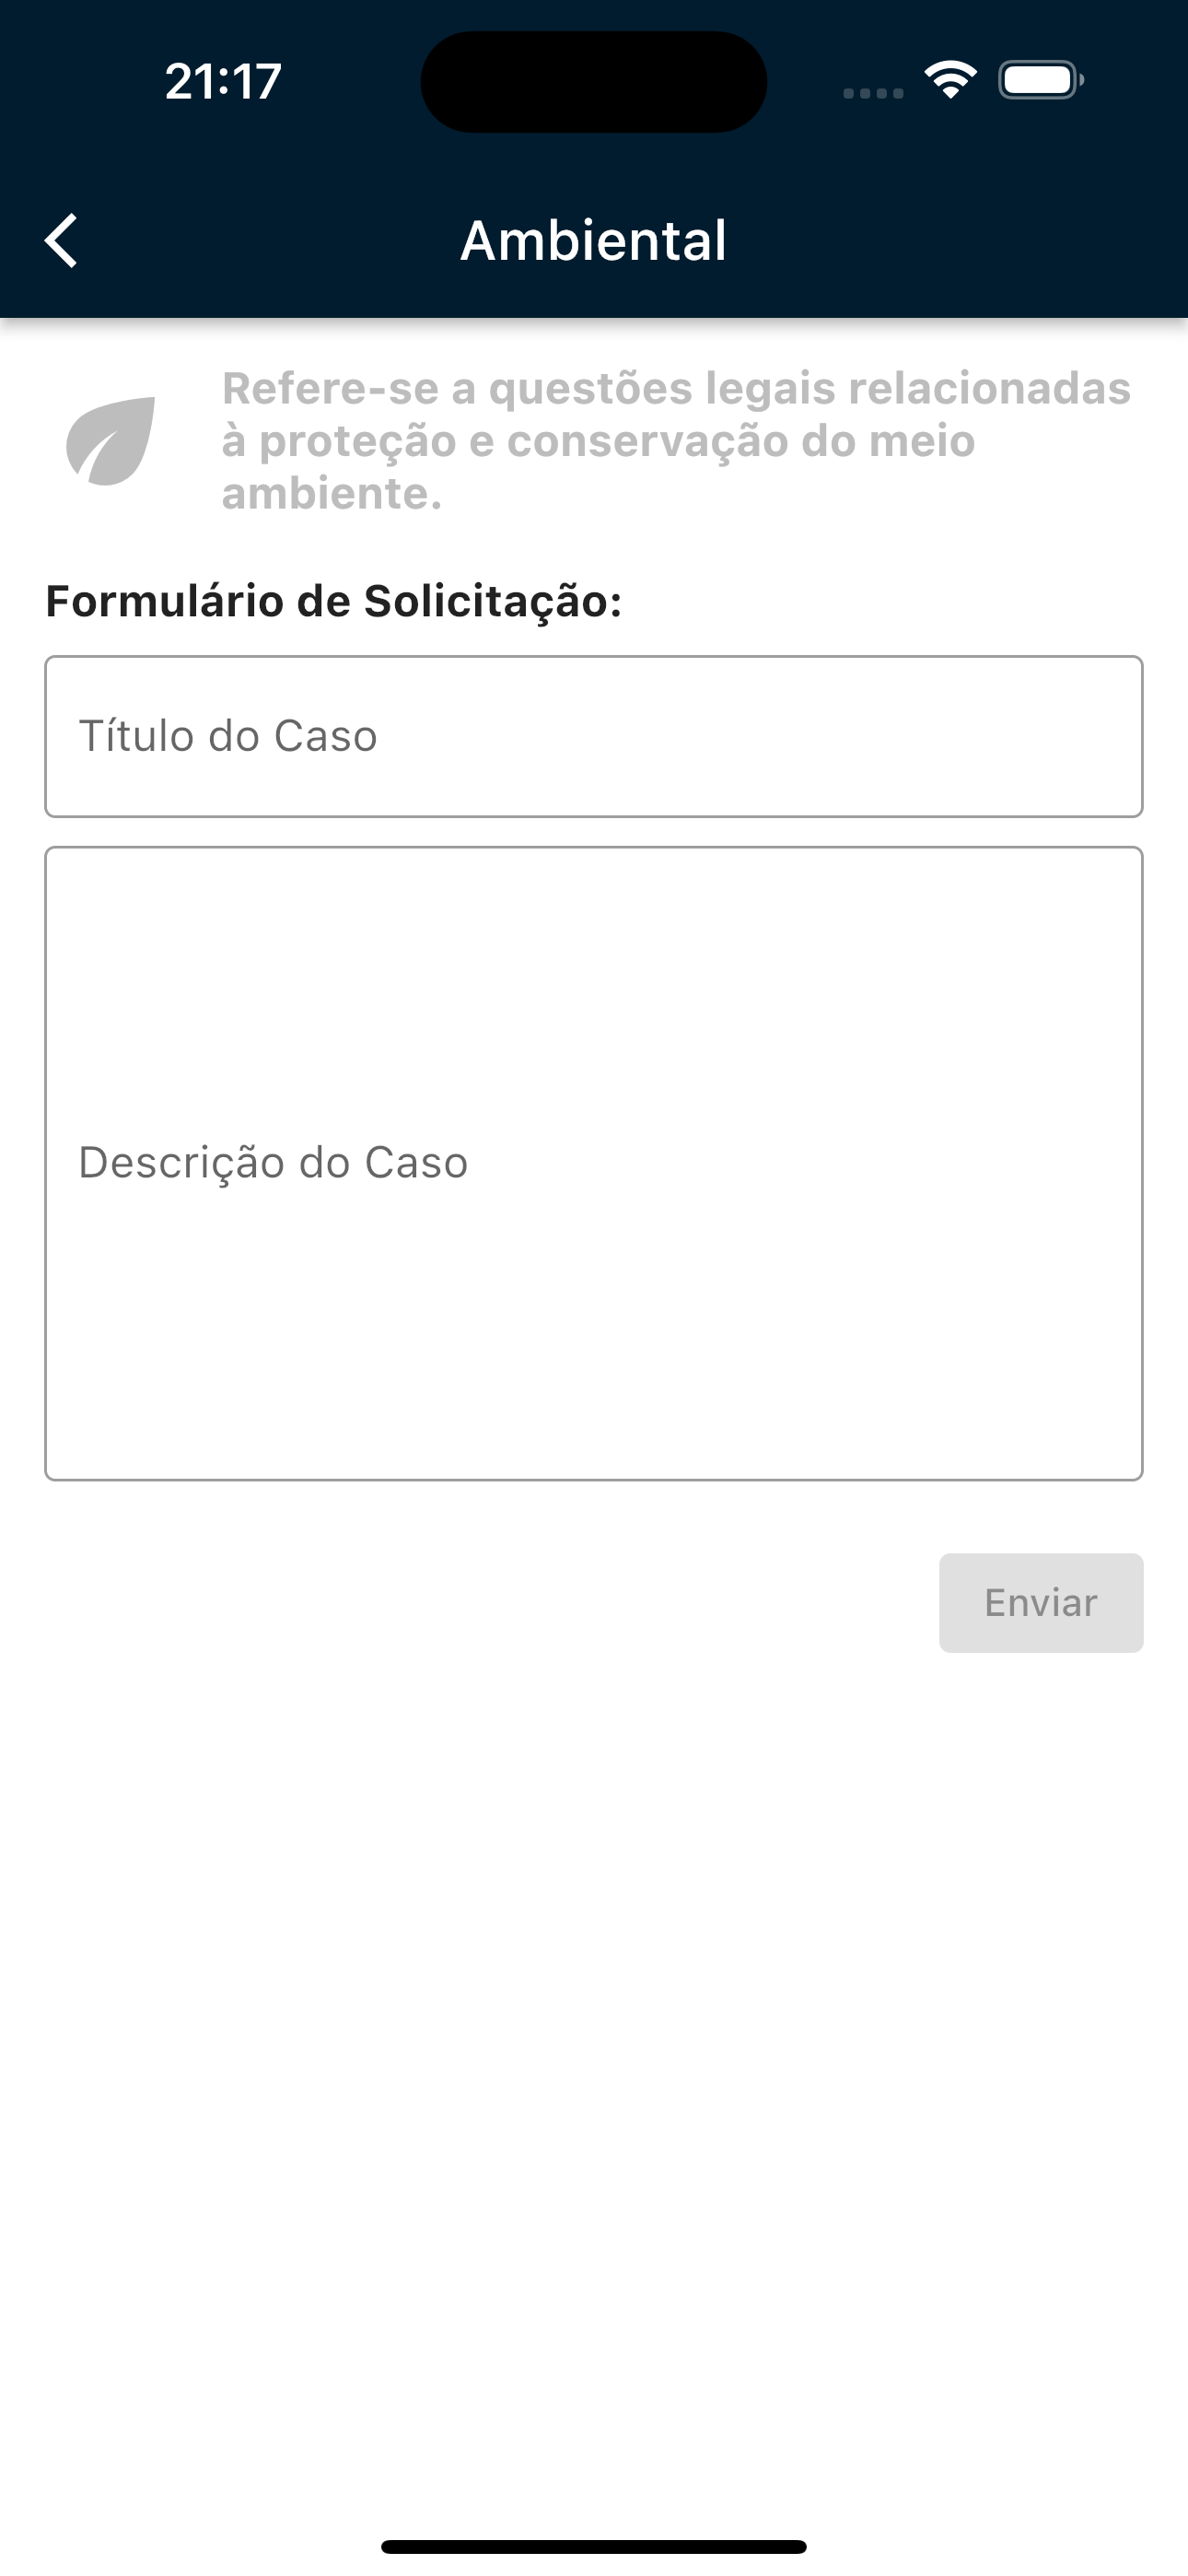 21:17
Ambiental
Refere-se a questões legais relacionadas
à proteção e conservação do meio
ambiente.
Formulário de Solicitação:
Título do Caso
Descrição do Caso
Enviar